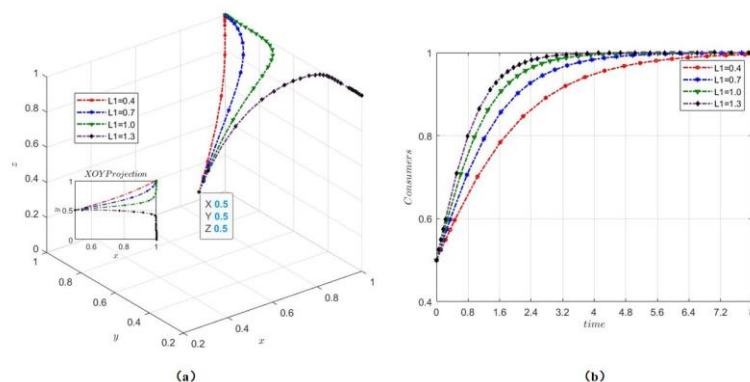 1
0.8
0.6
0.4
0.2
0
z
L1=0.4
L1=0.7
L1=1.0
L1=1.3
XOYProjection
1
0.5
0
y
0.6
0.8
1
x
X 0.5
Y 0.5
Z 0.5
1
0.8
0.6
0.4
0.2
y
0.2
0.4
0.6
0.8
1
x
(a)
1
0.8
0.6
0.4
Consumers
L1=0.4
L1=0.7
L1=1.0
L1=1.3
0
0.8
1.6
2.4
3.2
4
4.8
5.6
6.4
7.2
8
time
(b)